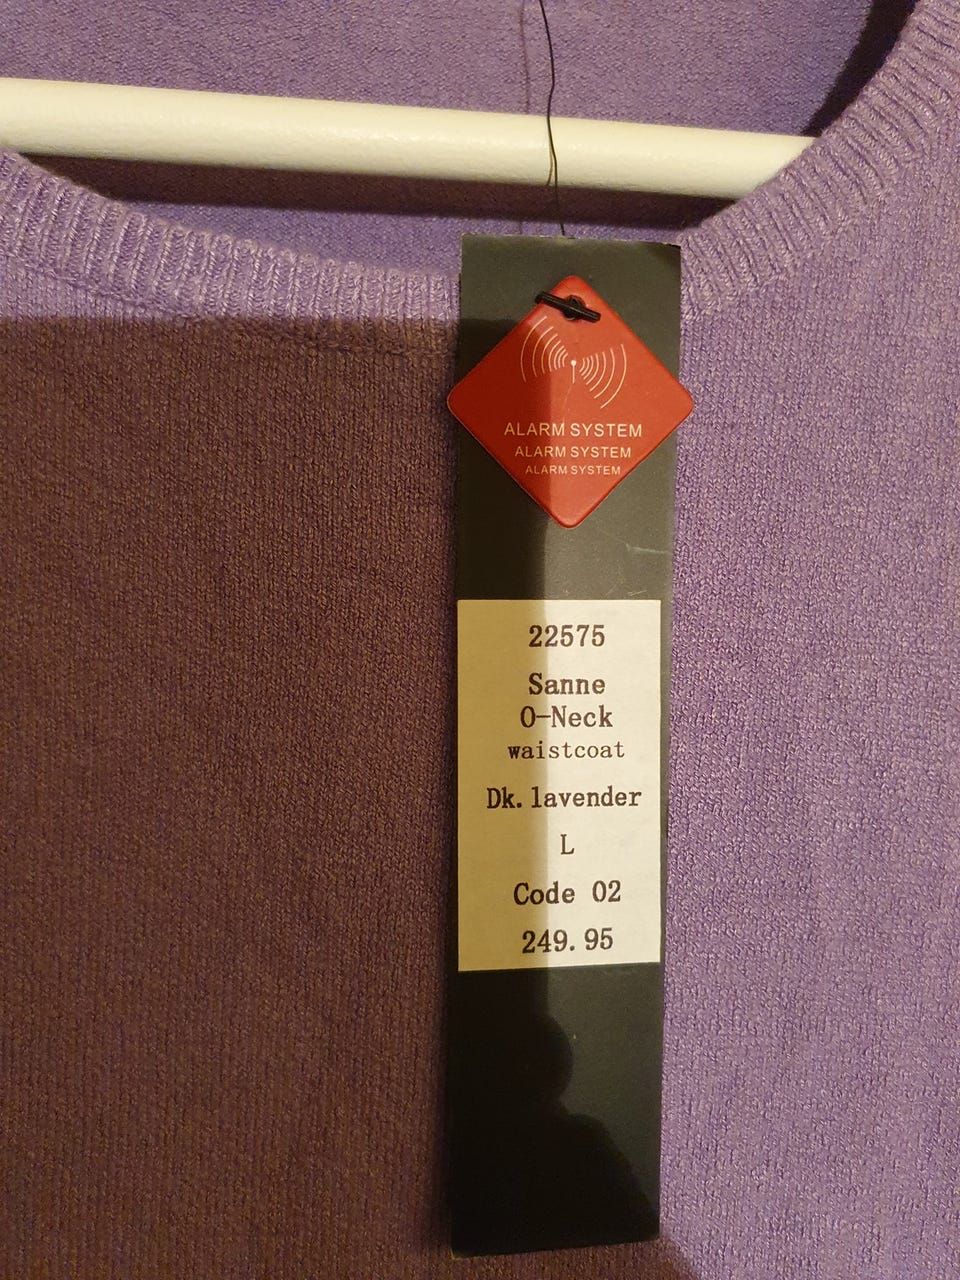 ALARM SYSTEM
ALARM SYSTEM
ALARM SYSTEM
22575
Sanne
O-Neck
waistcoat
Dk. lavender
L
Code 02
249.95